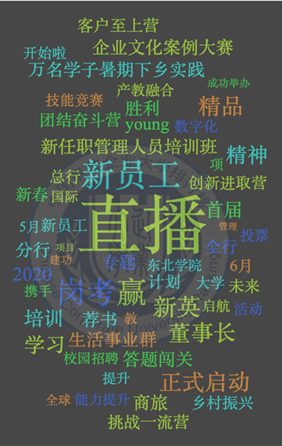 客户至上营
开始啦 企业文化案例大赛
万名学子暑期下乡实践 成功举办
技能竞赛 产教融合 精品
团结奋斗营 胜利 young 数字化
新任职管理人员培训班
总行 新员工 项 精神
新春 国际 创新进取营
5月 新员工 直播 首届
分行 项目 建功 专题 全行 管理 投票
2020 东北学院 6月
携手 岗考 赢 计划 大学 未来
培训 荐书 教 新英 启航 活动
学习 生活事业群 董事长
校园招聘 答题闯关
提升 正式启动
全球 能力提升 商旅 乡村振兴
挑战一流营